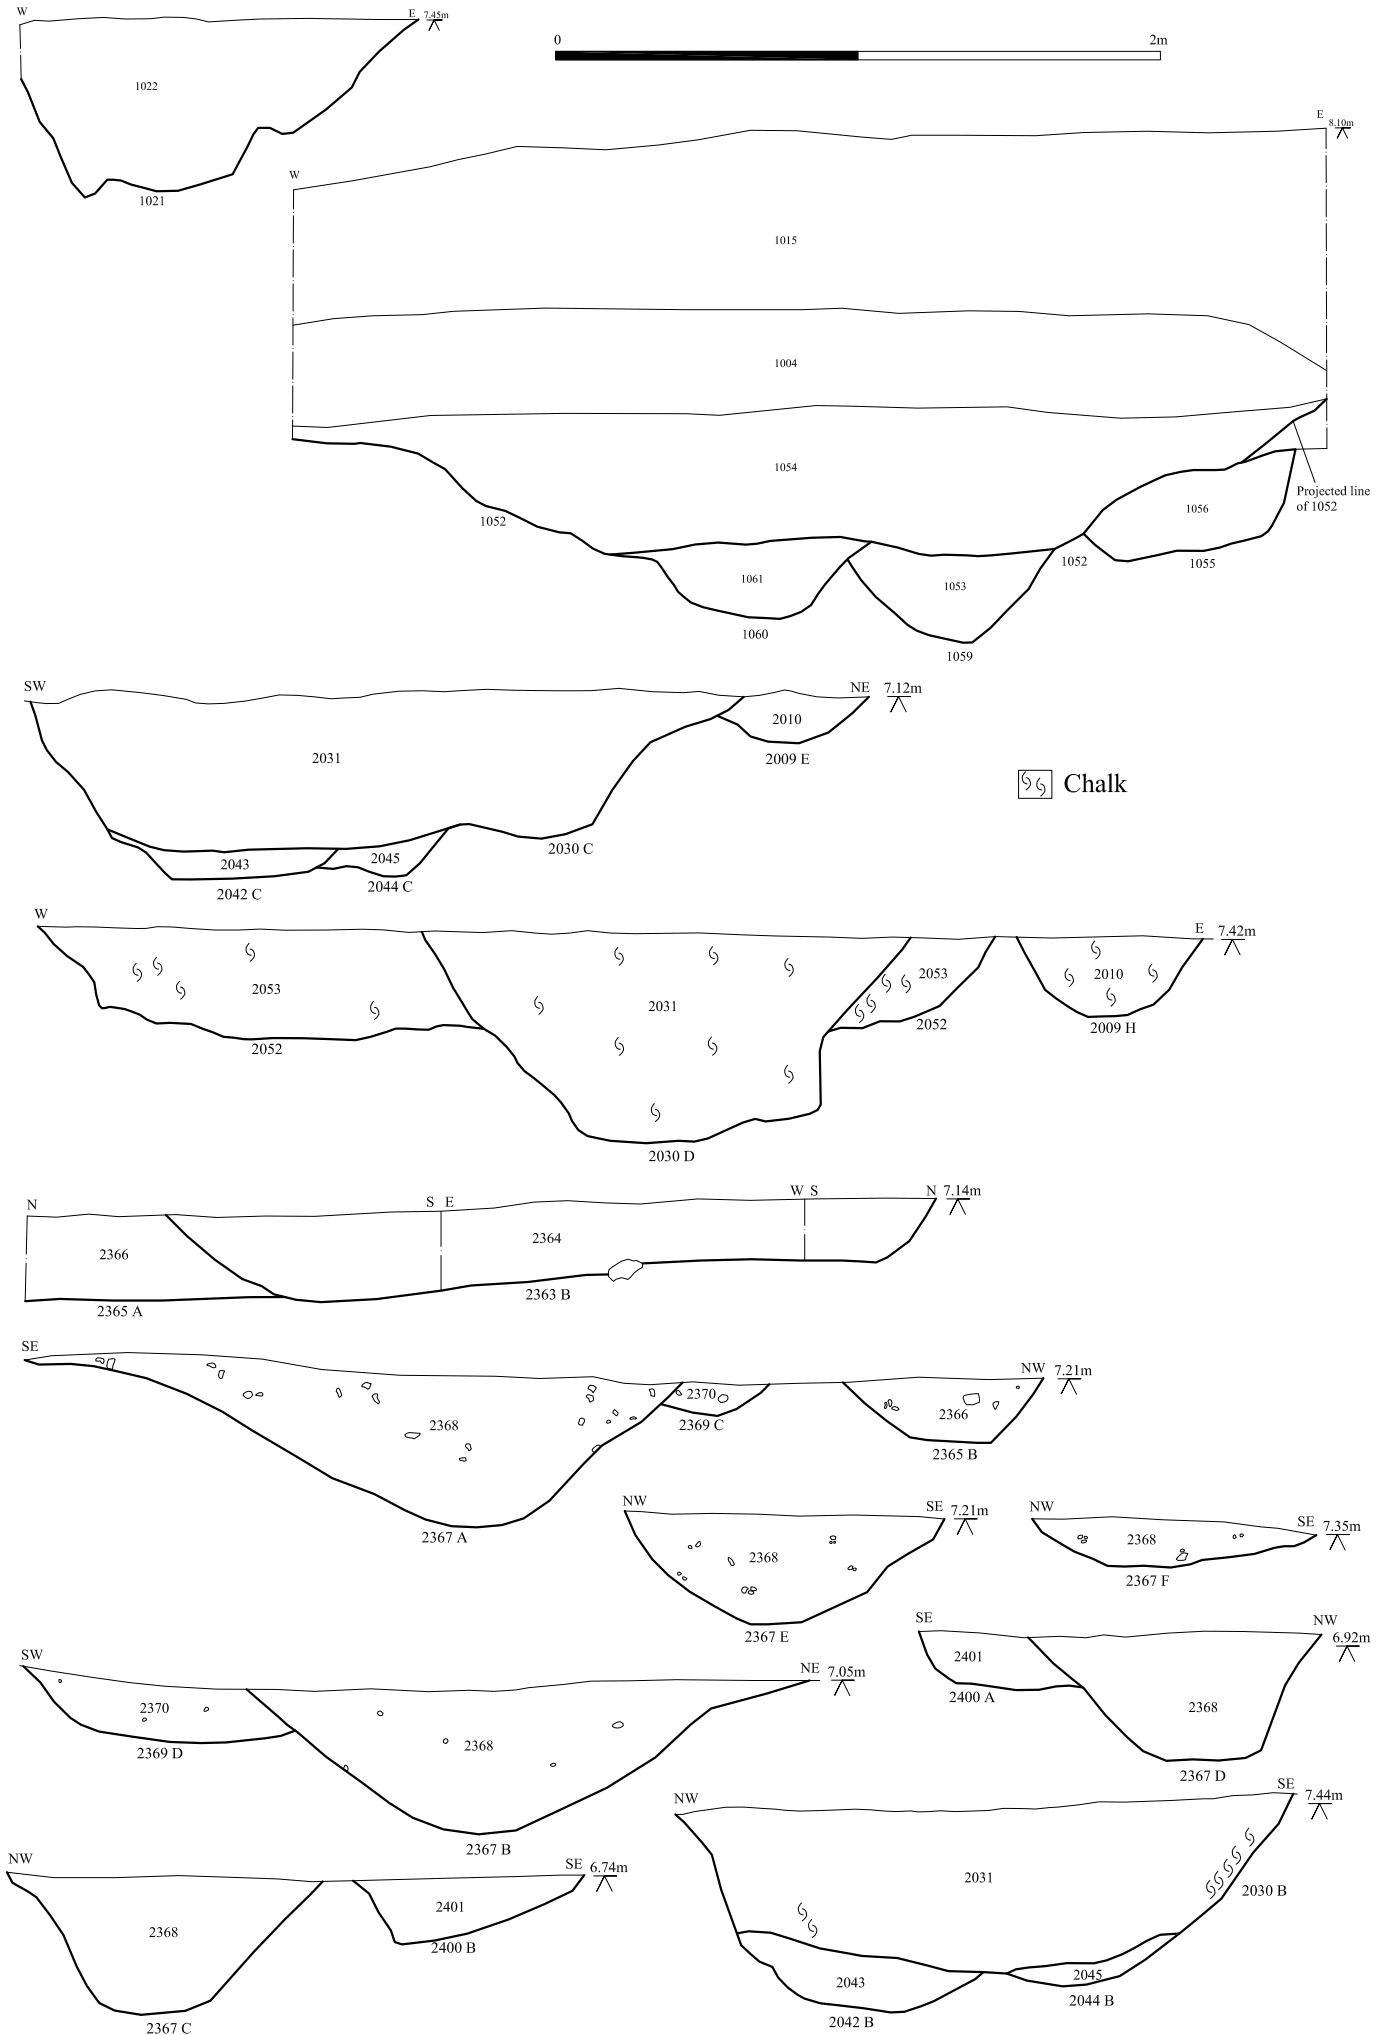 W
E 7.45m
1022
1021
0 2m
E 8.10m
W
1015
1004
1054
Projected line
of 1052
1052
1056
1052
1055
1061
1053
1060
1059
SW
NE 7.12m
2010
2031
2009 E
Chalk
2030 C
2043
2045
2042 C
2044 C
W
E 7.42m
2053
2031
2053
2010
2052
2052
2009 H
2030 D
N
S E
W S
N 7.14m
2366
2364
2365 A
2363 B
SE
NW 7.21m
2370
2368
2366
2369 C
2365 B
2367 A
NW
SE 7.21m
2368
2367 E
NW
SE 7.35m
2368
2367 F
SE
NW
6.92m
2401
2400 A
2368
2367 D
SW
NE 7.05m
2370
2368
2369 D
2367 B
NW
SE 7.44m
2031
2030 B
2043
2045
2042 B
2044 B
NW
SE 6.74m
2368
2401
2400 B
2367 C